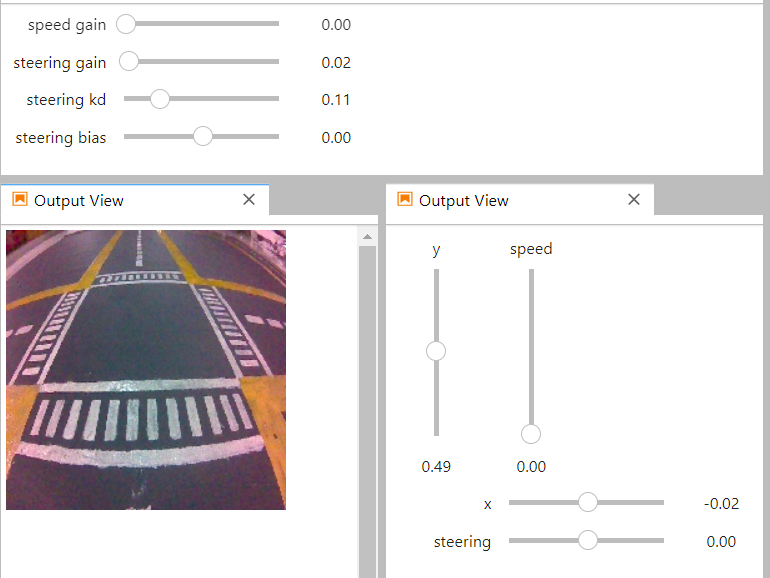 speed gain 0.00
steering gain 0.02
steering kd 0.11
steering bias 0.00
Output View
Output View
y speed
0.49 0.00
x -0.02
steering 0.00